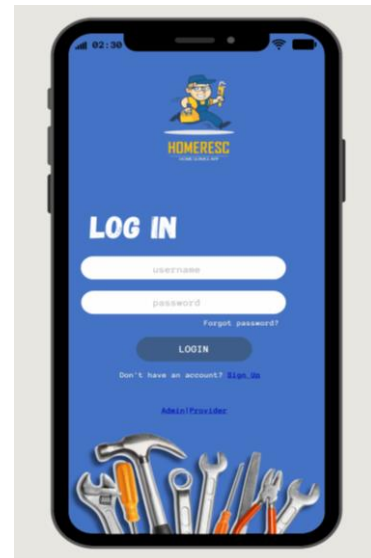 02:30
HOMERESC
LOG IN
username
password
Forgot password?
LOGIN
Don't have an account? Sign Up
Admin|Provider